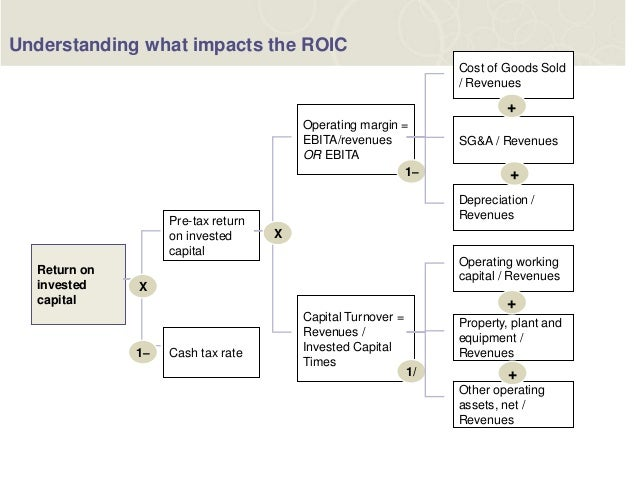 Understanding what impacts the ROIC
Cost of Goods Sold
/ Revenues
+
Operating margin =
EBITA/revenues
OR EBITA
1–
SG&A / Revenues
+
Depreciation /
Revenues
Pre-tax return
on invested
capital
X
Return on
invested
capital
X
1–
Cash tax rate
Operating working
capital / Revenues
+
Capital Turnover =
Revenues /
Invested Capital
Times
1/
Property, plant and
equipment /
Revenues
+
Other operating
assets, net /
Revenues